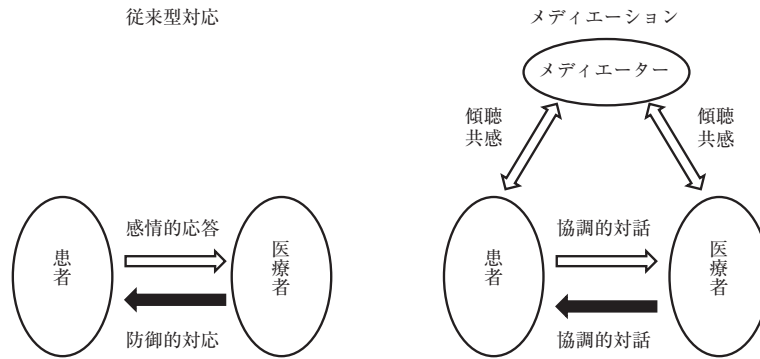 従来型対応
感情的応答
患者
医療者
防御的対応
メディエーション
メディエーター
傾聴
共感
傾聴
共感
協調的対話
患者
医療者
協調的対話